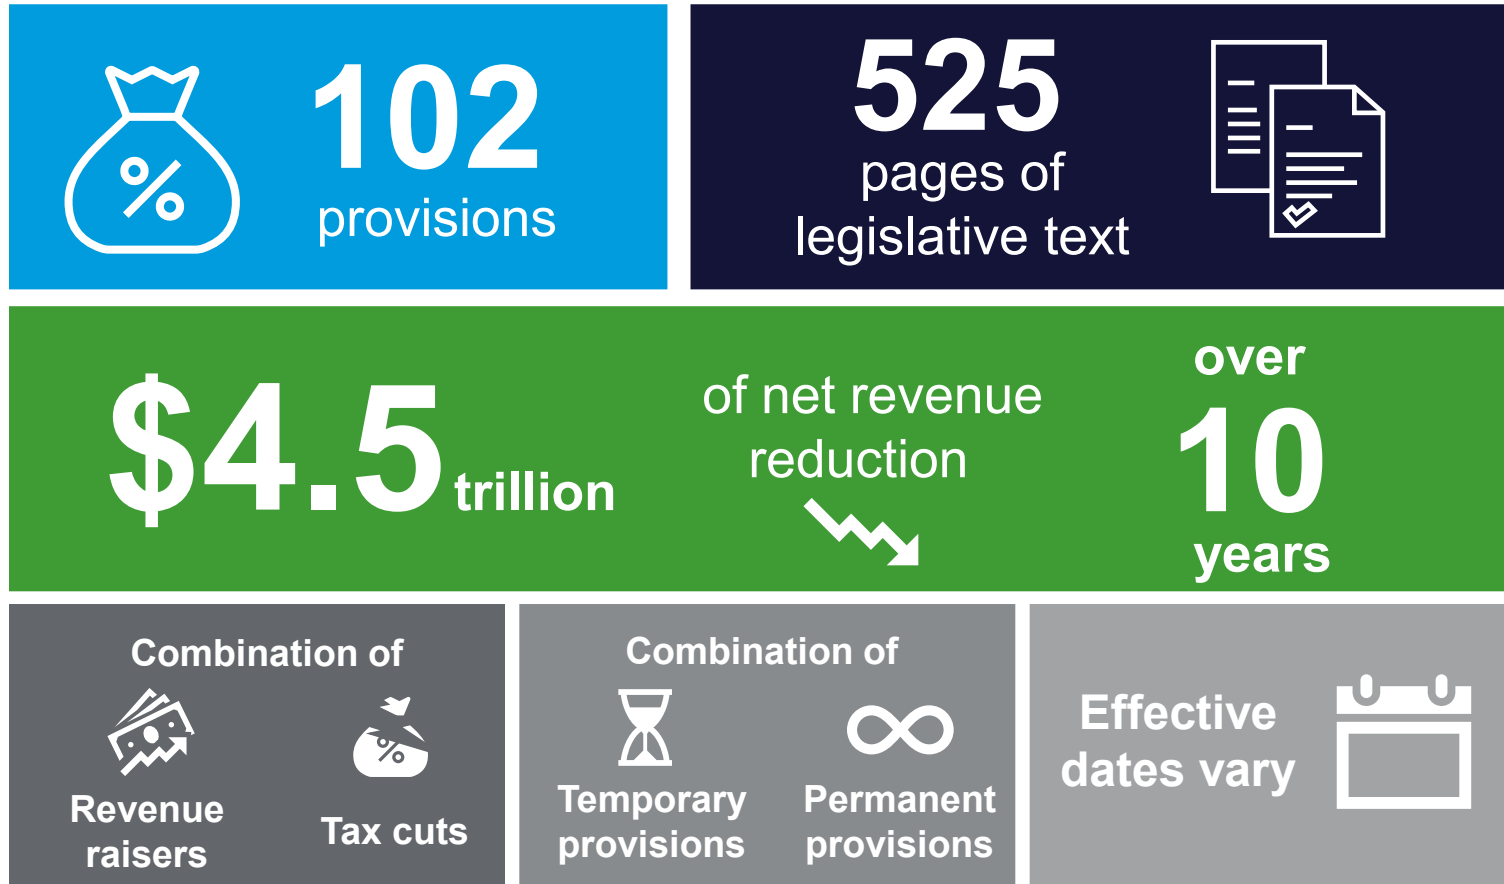 102
provisions
525
pages of
legislative text
$4.5 trillion
of net revenue
reduction
over
10
years
Combination of
Revenue
raisers
Tax cuts
Combination of
Temporary
provisions
Permanent
provisions
Effective
dates vary